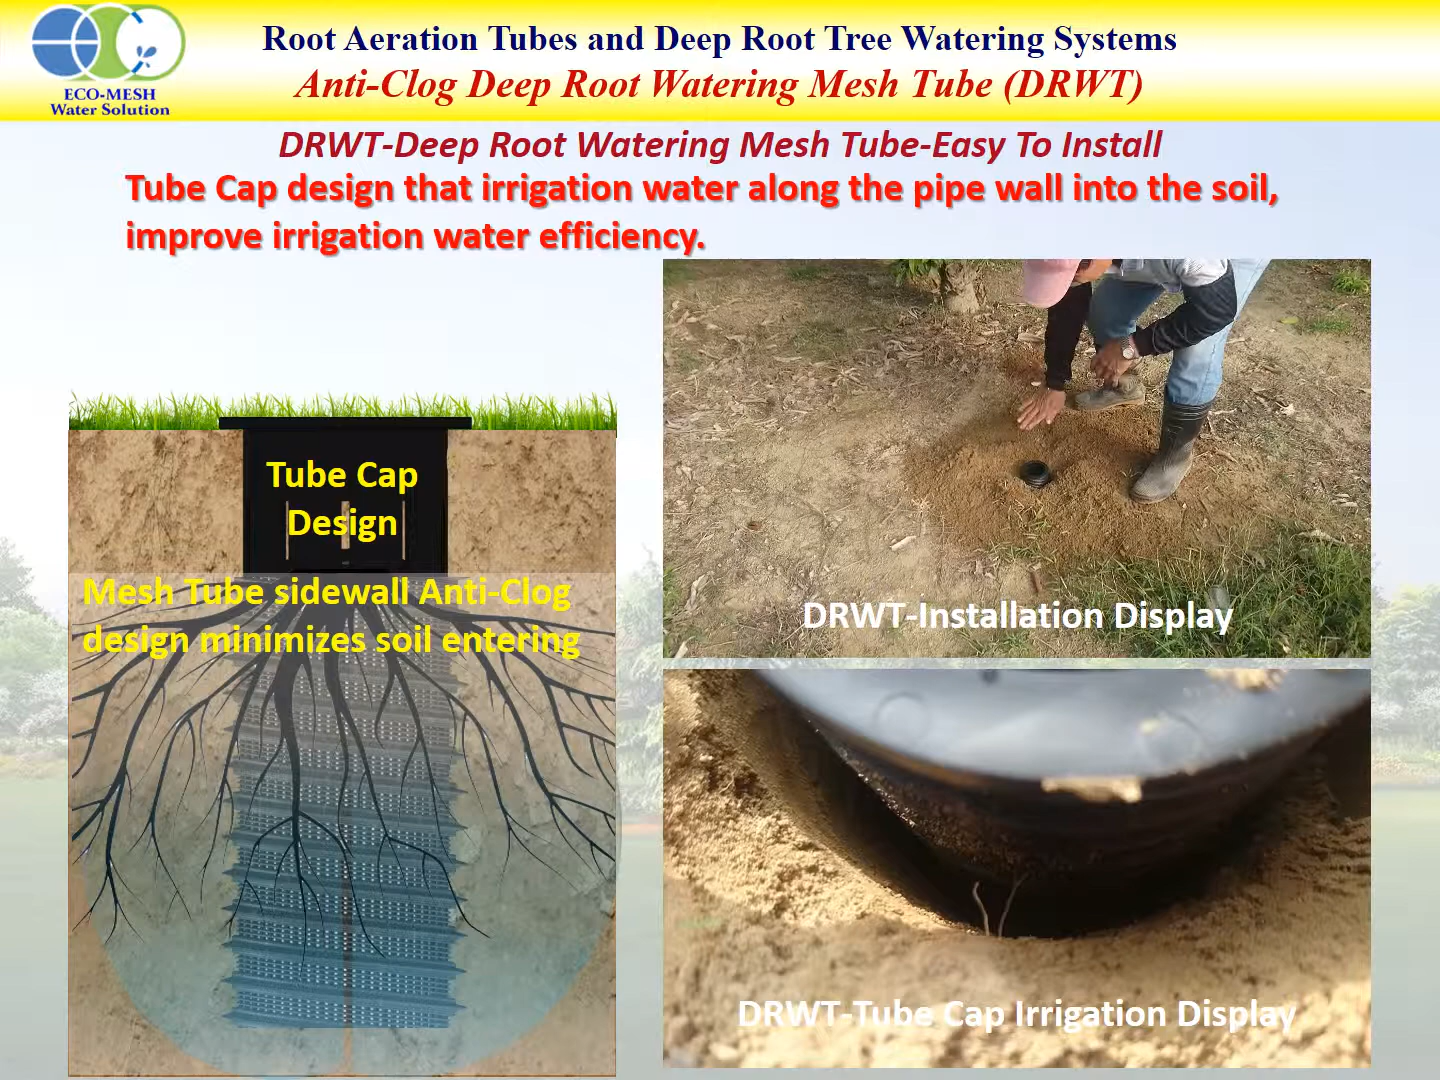 Root Aeration Tubes and Deep Root Tree Watering Systems
Anti-Clog Deep Root Watering Mesh Tube (DRWT)
ECO-MESH
Water Solution
DRWT-Deep Root Watering Mesh Tube-Easy To Install
Tube Cap design that irrigation water along the pipe wall into the soil,
improve irrigation water efficiency.
Tube Cap
Design
Mesh Tube sidewall Anti-Clog
design minimizes soil entering
DRWT-Installation Display
DRWT-Tube Cap Irrigation Display